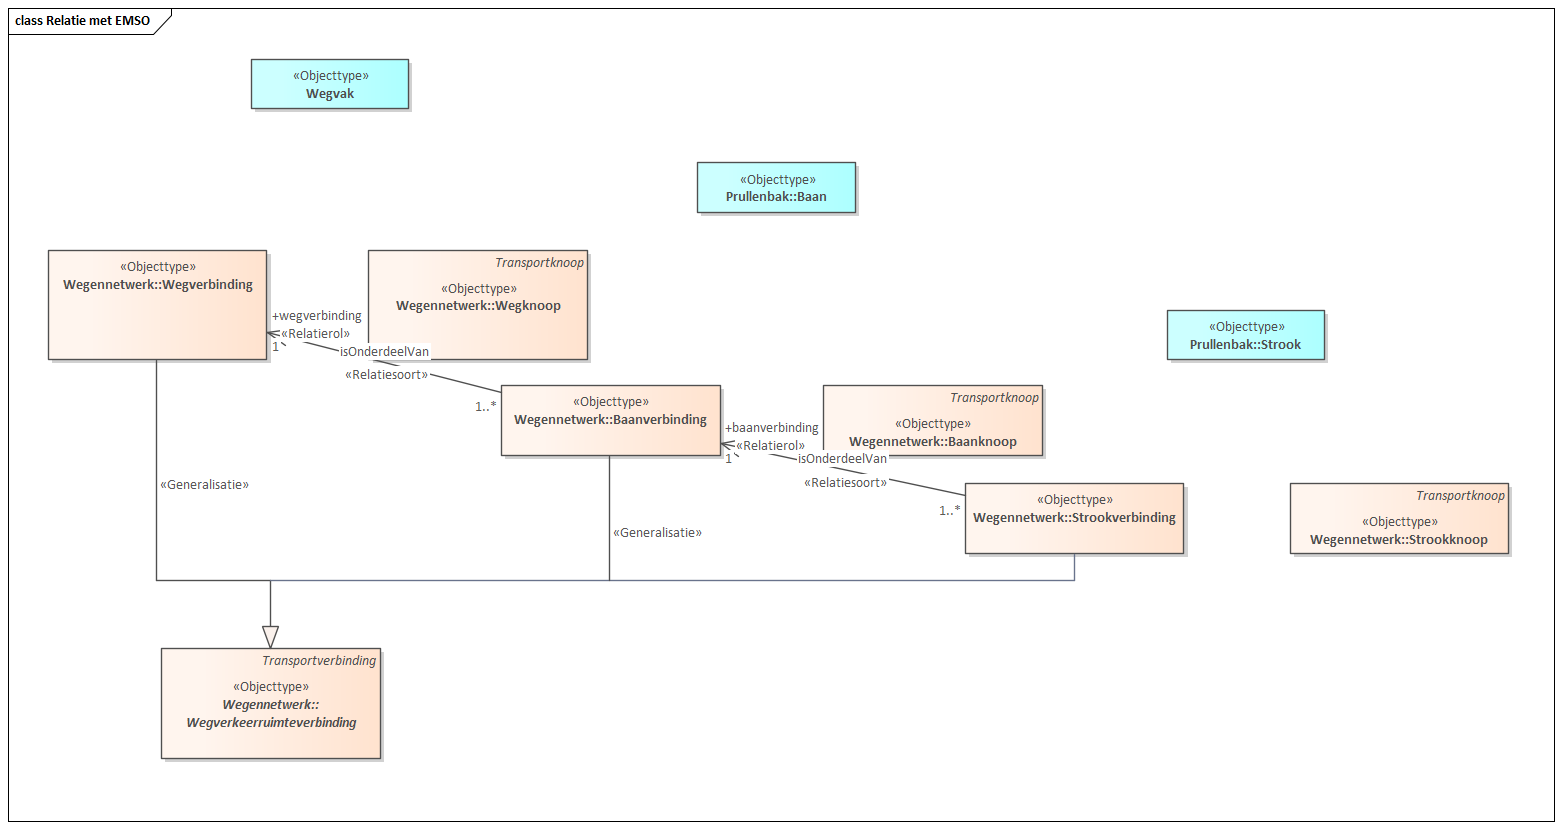 class Relatie met EMSO
«Objecttype»
Wegvak
«Objecttype»
Prullenbak::Baan
«Objecttype»
Wegennetwerk::Wegverbinding
Transportknoop
«Objecttype»
Wegennetwerk::Wegknoop
+wegverbinding
«Relatierol»
1
isOnderdeelVan
«Relatiesoort»
1..*
«Objecttype»
Prullenbak::Strook
«Objecttype»
Wegennetwerk::Baanverbinding
Transportknoop
«Objecttype»
Wegennetwerk::Baanknoop
+baanverbinding
«Relatierol»
1
isOnderdeelVan
«Relatiesoort»
1..*
«Objecttype»
Wegennetwerk::Strookverbinding
Transportknoop
«Objecttype»
Wegennetwerk::Strookknoop
«Generalisatie»
«Generalisatie»
Transportverbinding
«Objecttype»
Wegennetwerk::
Wegverkeerruimteverbinding